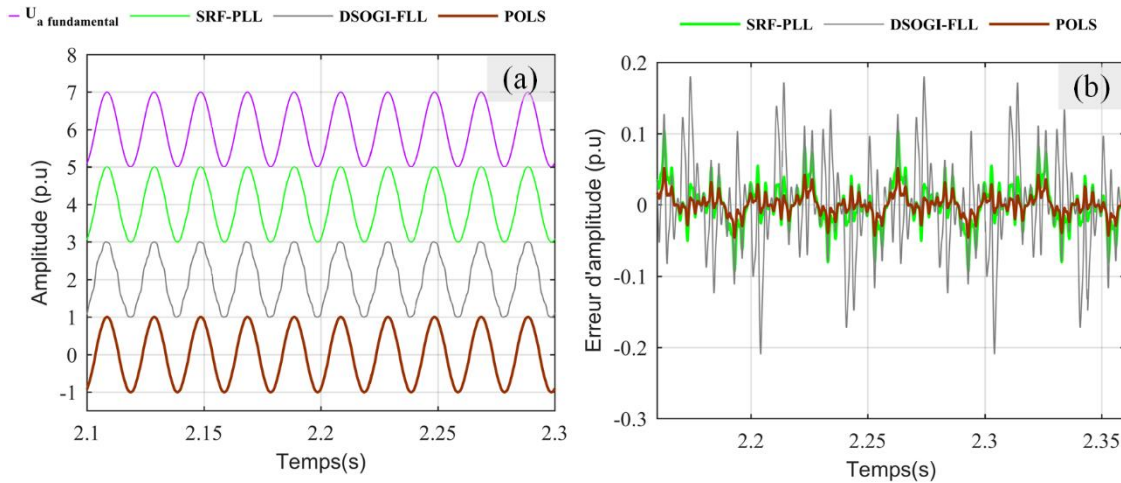 U a fundamental SRF-PLL DSOGI-FLL POLS
(a)
8
7
6
5
4
3
2
1
0
-1
Amplitude (p.u)
2.1 2.15 2.2 2.25 2.3
Temps(s)
SRF-PLL DSOGI-FLL POLS
(b)
0.2
0.1
0
-0.1
-0.2
-0.3
Erreur d'amplitude (p.u)
2.2 2.25 2.3 2.35
Temps(s)